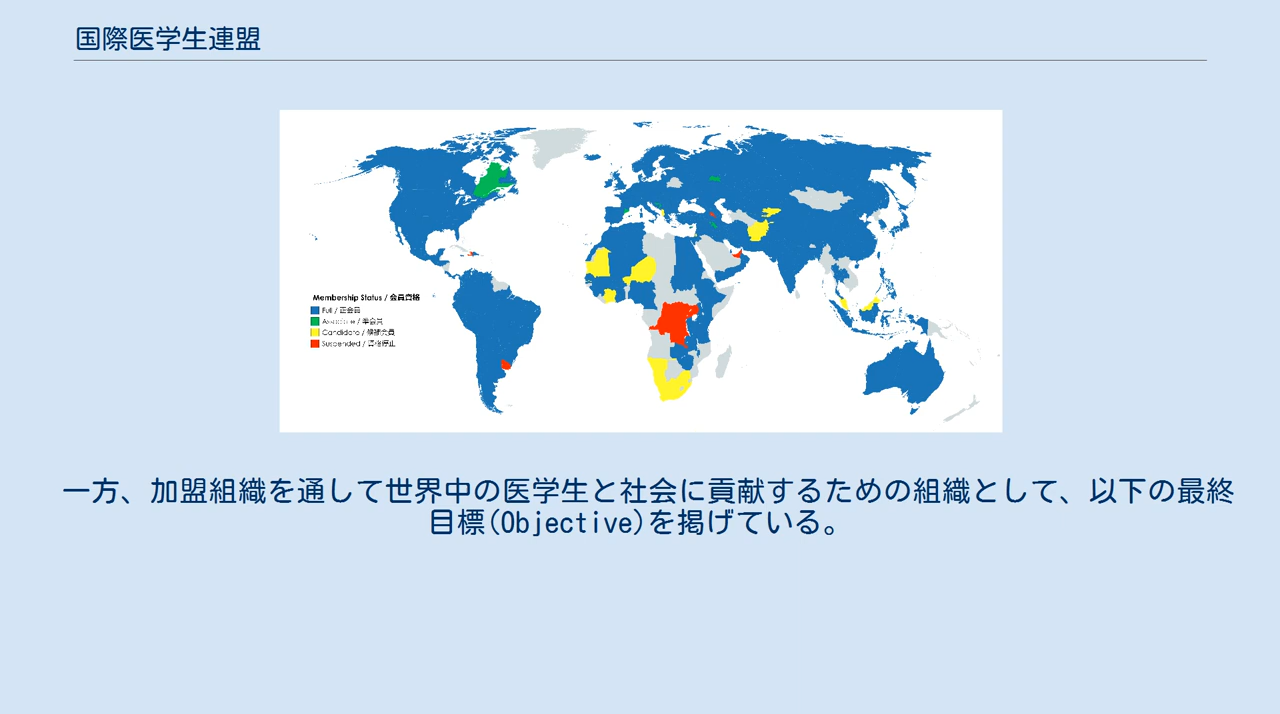 国際医学生連盟
Membership Status / 会員資格
Full / 正会員
Associate / 準会員
Candidate / 候補会員
Suspended / 資格停止
一方、加盟組織を通して世界中の医学生と社会に貢献するための組織として、以下の最終
目標(Objective)を掲げている。